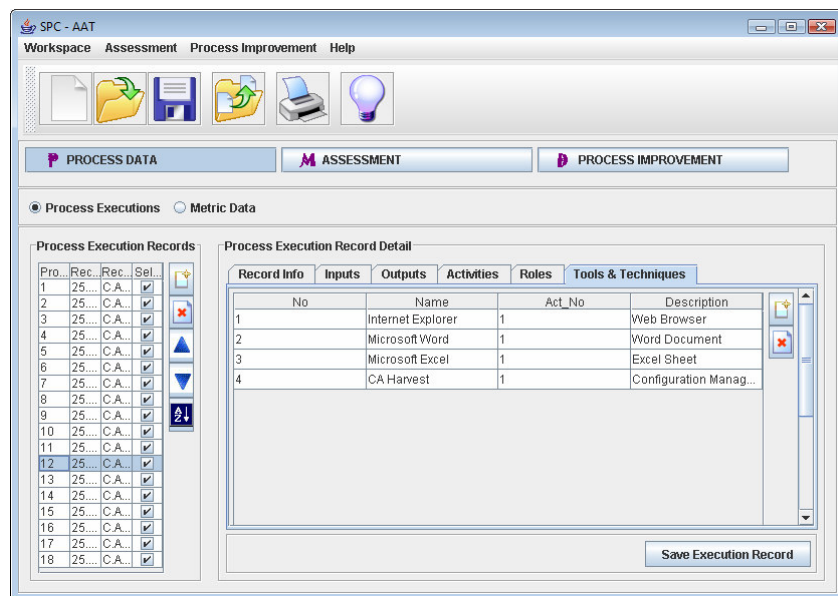 SPC - AAT
Workspace Assessment Process Improvement Help
P PROCESS DATA M ASSESSMENT PROCESS IMPROVEMENT
Process Executions Metric Data
Process Execution Records Process Execution Record Detail
Record Info Inputs Outputs Activities Roles Tools & Techniques
Pro... Rec... Rec... Sel...
No Name Act_No Description
1 25.... C.A...
2 25.... C.A...
3 25.... C.A...
4 25.... C.A...
5 25.... C.A...
6 25.... C.A...
7 25.... C.A...
8 25.... C.A...
9 25.... C.A...
10 25.... C.A...
11 25.... C.A...
12 25.... C.A...
13 25.... C.A...
14 25.... C.A...
15 25.... C.A...
16 25.... C.A...
17 25.... C.A...
18 25.... C.A...
A
Z
1 Internet Explorer 1 Web Browser
2 Microsoft Word 1 Word Document
3 Microsoft Excel 1 Excel Sheet
4 CA Harvest 1 Configuration Manag...
Save Execution Record